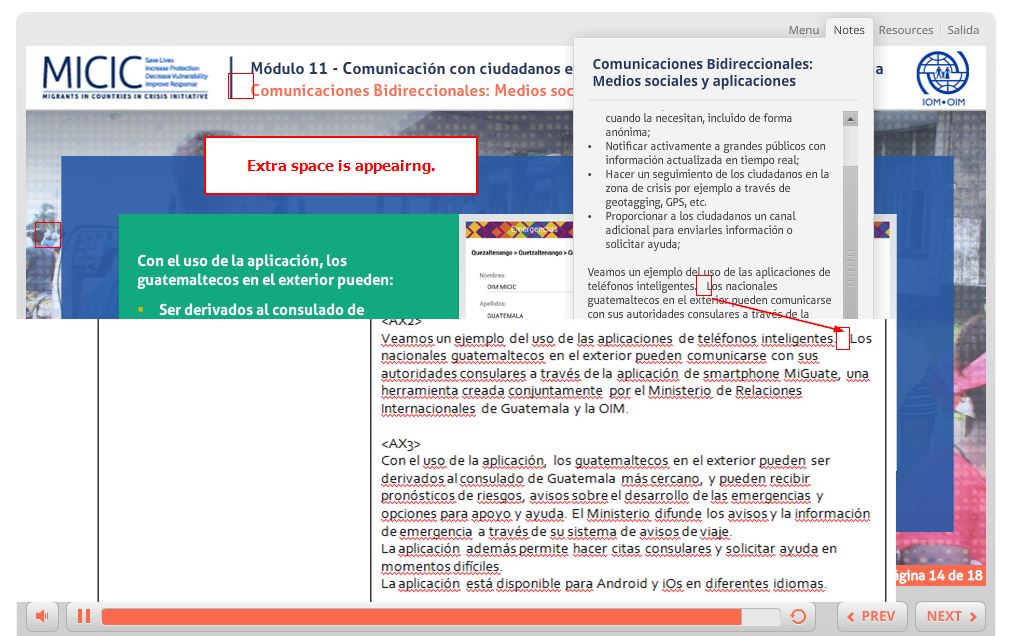 Menu Notes Resources Salida
MICIC
Save Lives
Increase Protection
Decrease Vulnerability
Improve Response
MIGRANTS IN COUNTRIES IN CRISIS INITIATIVE
Módulo 11 - Comunicación con ciudadanos e
a
Comunicaciones Bidireccionales: Medios soc
IOM•OIM
Comunicaciones Bidireccionales:
Medios sociales y aplicaciones
cuando la necesitan, incluido de forma
anónima;
• Notificar activamente a grandes públicos con
información actualizada en tiempo real;
• Hacer un seguimiento de los ciudadanos en la
zona de crisis por ejemplo a través de
geotagging, GPS, etc.
• Proporcionar a los ciudadanos un canal
adicional para enviarles información o
solicitar ayuda;
Veamos un ejemplo del uso de las aplicaciones de
teléfonos inteligentes.  Los nacionales
guatemaltecos en el exterior pueden comunicarse
con sus autoridades consulares a través de la
Extra space is appeairng.
Con el uso de la aplicación, los
guatemaltecos en el exterior pueden:
Ser derivados al consulado de
Emergencias
Quezaltenango > Quetzaltenango > G
Nombres:
OIM MICIC
Apellidos:
GUATEMALA
<AX2>
Veamos un ejemplo del uso de las aplicaciones de teléfonos inteligentes.  Los
nacionales guatemaltecos en el exterior pueden comunicarse con sus
autoridades consulares a través de la aplicación de smartphone MiGuate, una
herramienta creada conjuntamente por el Ministerio de Relaciones
Internacionales de Guatemala y la OIM.
<AX3>
Con el uso de la aplicación, los guatemaltecos en el exterior pueden ser
derivados al consulado de Guatemala más cercano, y pueden recibir
pronósticos de riesgos, avisos sobre el desarrollo de las emergencias y
opciones para apoyo y ayuda. El Ministerio difunde los avisos y la información
de emergencia a través de su sistema de avisos de viaje.
La aplicación además permite hacer citas consulares y solicitar ayuda en
momentos difíciles.
La aplicación está disponible para Android y iOs en diferentes idiomas.
ágina 14 de 18
PREV NEXT